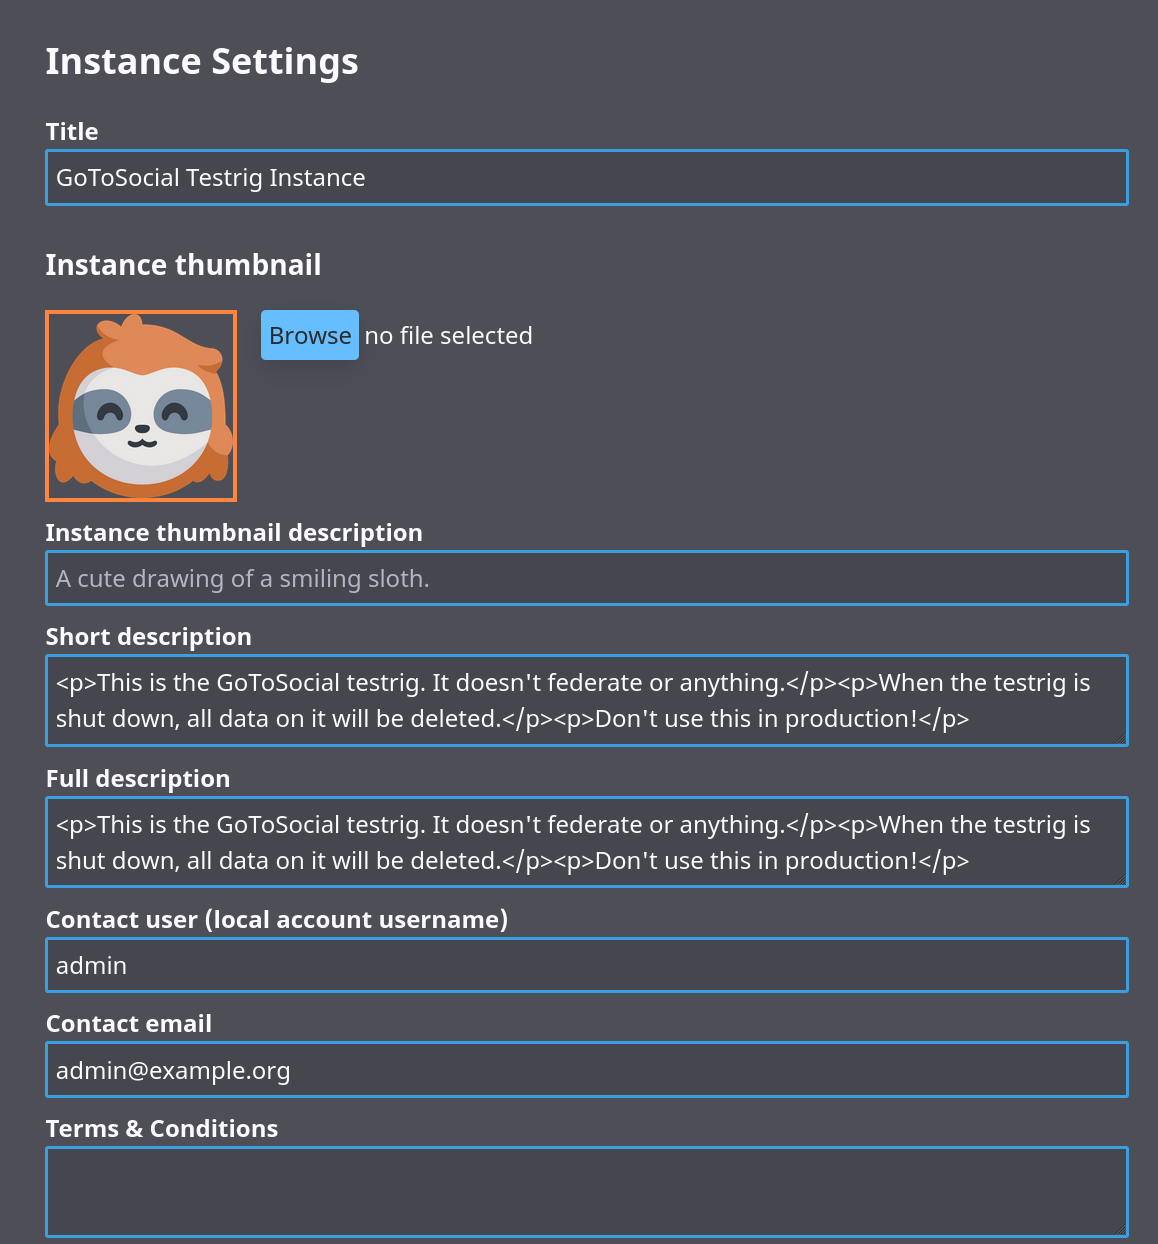 Instance Settings
Title
GoToSocial Testrig Instance
Instance thumbnail
Browse no file selected
Instance thumbnail description
A cute drawing of a smiling sloth.
Short description
<p>This is the GoToSocial testrig. It doesn't federate or anything.</p><p>When the testrig is
shut down, all data on it will be deleted.</p><p>Don't use this in production!</p>
Full description
<p>This is the GoToSocial testrig. It doesn't federate or anything.</p><p>When the testrig is
shut down, all data on it will be deleted.</p><p>Don't use this in production!</p>
Contact user (local account username)
admin
Contact email
admin@example.org
Terms & Conditions